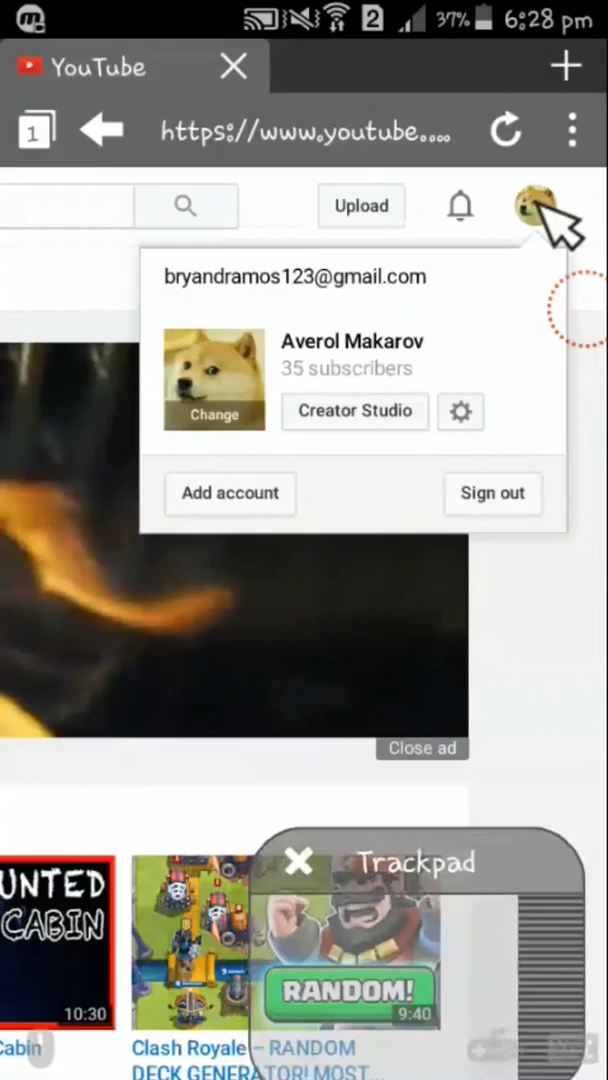 2 37% 6:28 pm
YouTube
1 https://www.youtube....
Upload
bryandramos123@gmail.com
Averol Makarov
35 subscribers
Change
Creator Studio
Add account
Sign out
Close ad
Trackpad
UNTED
CABIN
RANDOM!
10:30
9:40
Cabin
Clash Royale – RANDOM
DECK GENERATOR! MOST